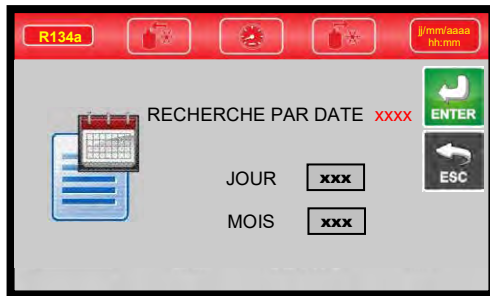 R134a
jj/mm/aaaa
hh:mm
RECHERCHE PAR DATE xxxx
ENTER
JOUR xxx
ESC
MOIS xxx